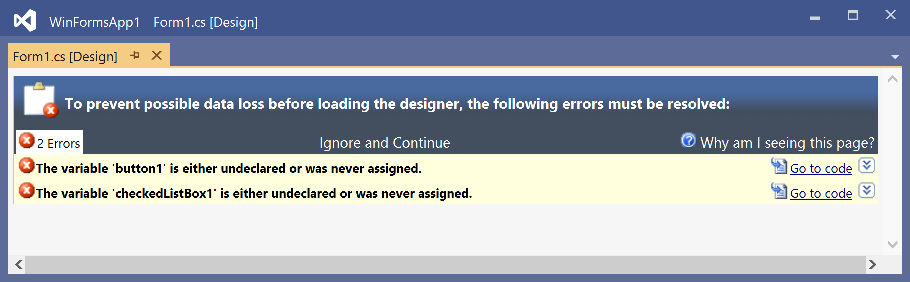 WinFormsApp1 Form1.cs [Design]
Form1.cs [Design]
To prevent possible data loss before loading the designer, the following errors must be resolved:
2 Errors Ignore and Continue Why am I seeing this page?
The variable 'button1' is either undeclared or was never assigned. Go to code
The variable 'checkedListBox1' is either undeclared or was never assigned. Go to code